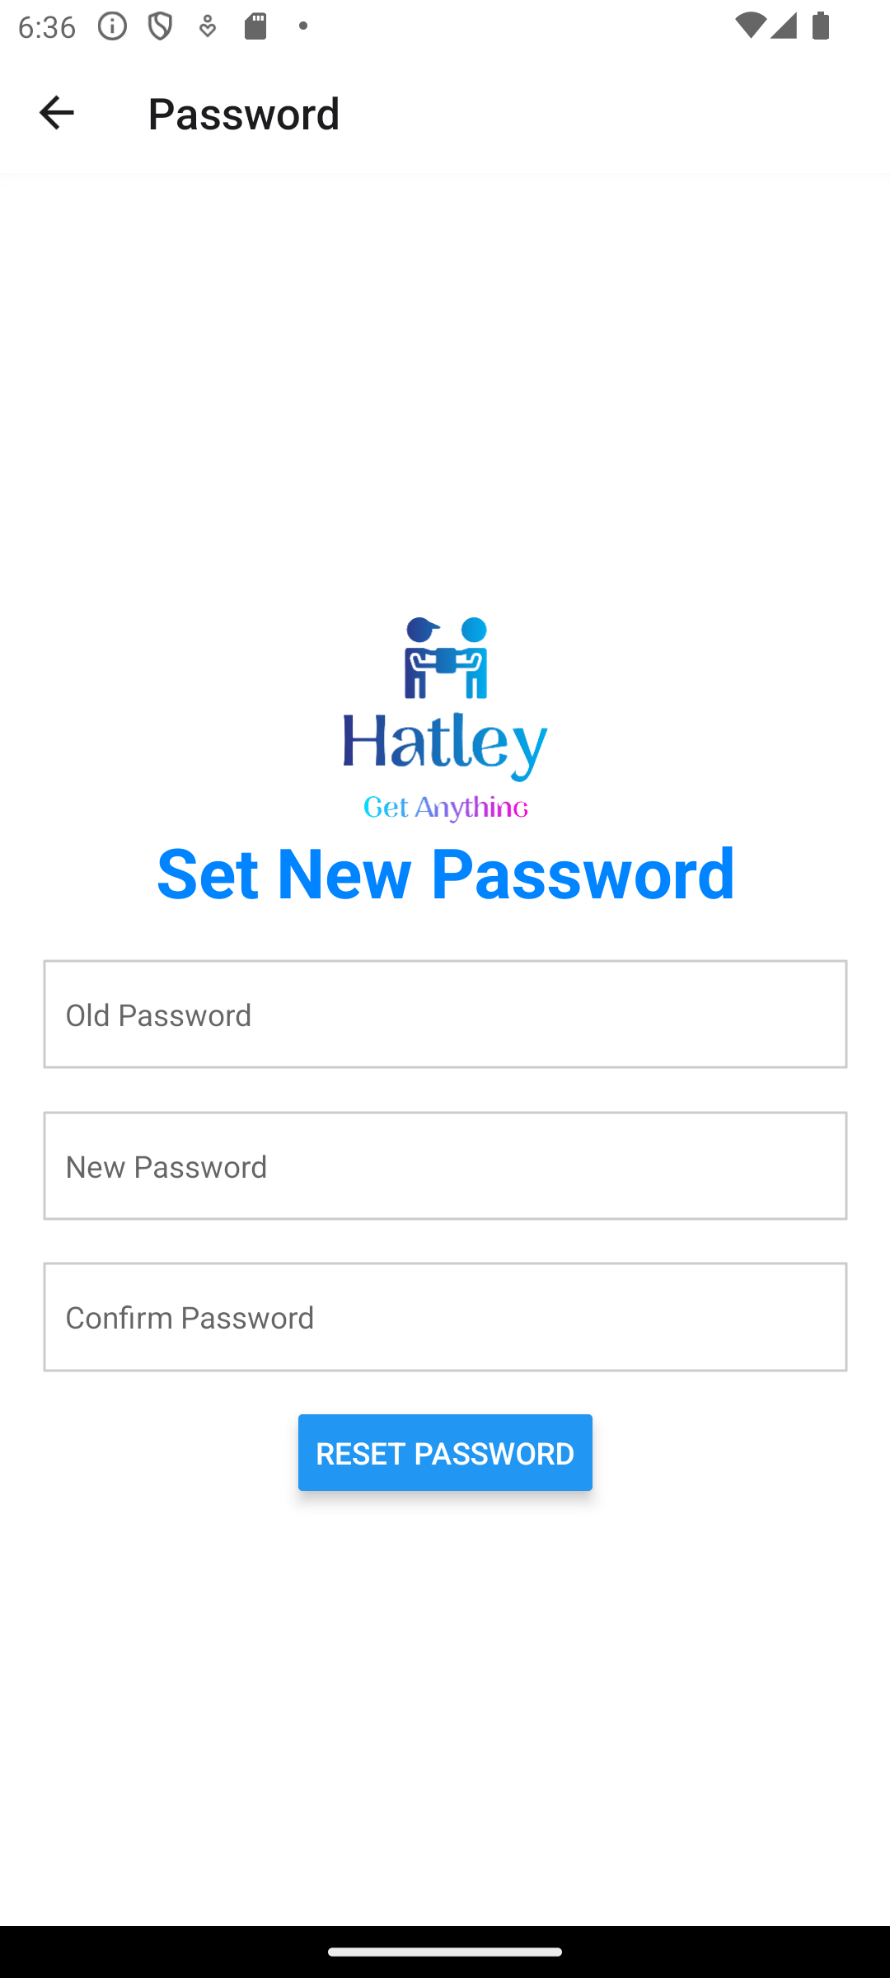 6:36
Password
Hatley
Get Anything
Set New Password
Old Password
New Password
Confirm Password
RESET PASSWORD